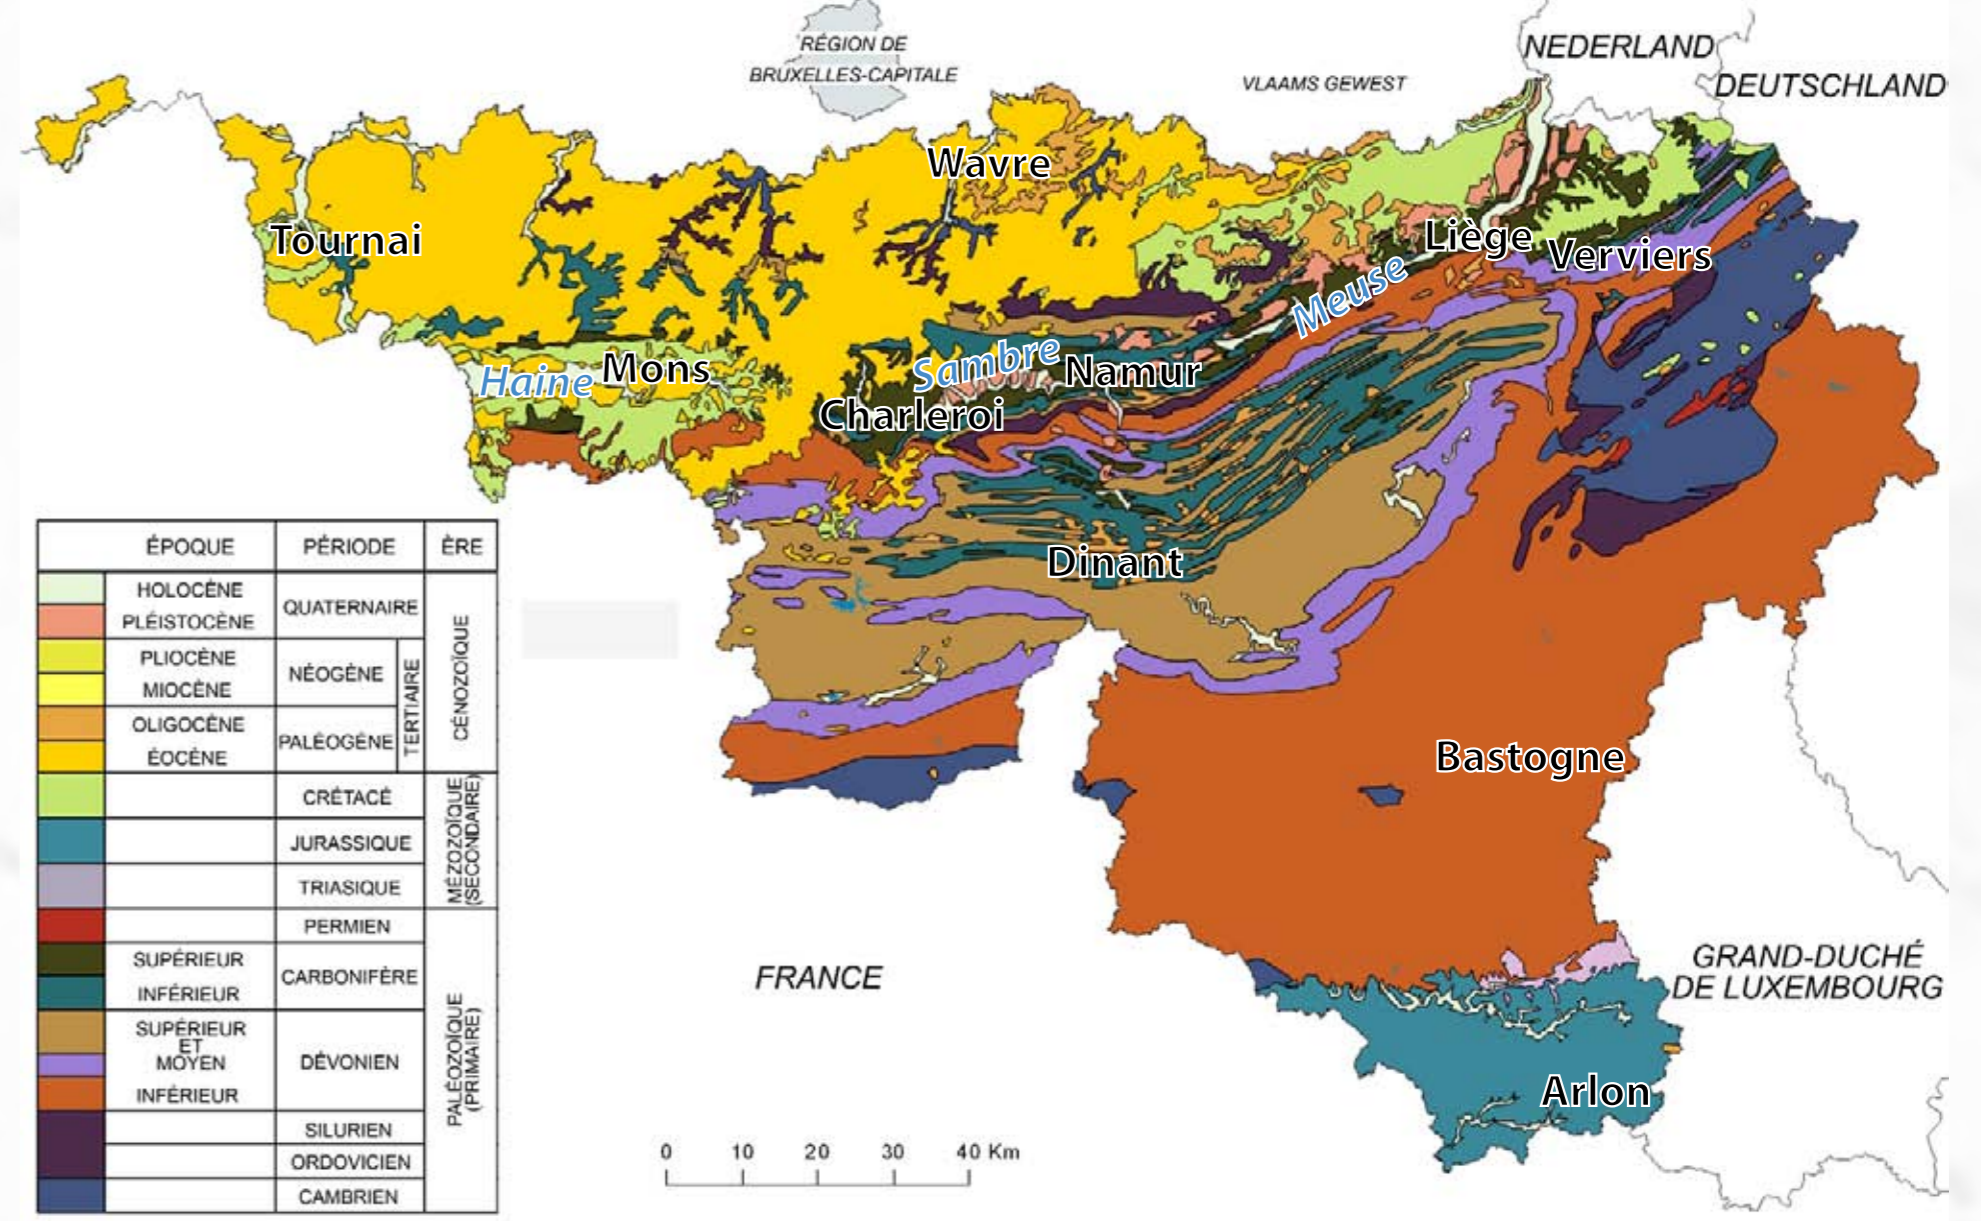 RÉGION DE
BRUXELLES-CAPITALE
VLAAMS GEWEST
NEDERLAND
DEUTSCHLAND
Wavre
Tournai
Liège
Verviers
Meuse
Haine
Mons
Sambre
Namur
Charleroi
Dinant
Bastogne
FRANCE
GRAND-DUCHÉ
DE LUXEMBOURG
Arlon
ÉPOQUE PÉRIODE ÈRE
HOLOCÈNE
PLÉISTOCÈNE
QUATERNAIRE
PLIOCÈNE
MIOCÈNE
NÉOGÈNE
OLIGOCÈNE
ÉOCÈNE
PALÉOGÈNE
TERTIAIRE
CÉNOZOÏQUE
CRÉTACÉ
JURASSIQUE
TRIASIQUE
MÉZOZOÏQUE
(SECONDAIRE)
PERMIEN
SUPÉRIEUR
INFÉRIEUR
CARBONIFÈRE
SUPÉRIEUR
ET
MOYEN
INFÉRIEUR
DÉVONIEN
SILURIEN
ORDOVICIEN
CAMBRIEN
PALÉOZOÏQUE
(PRIMAIRE)
0 10 20 30 40 Km